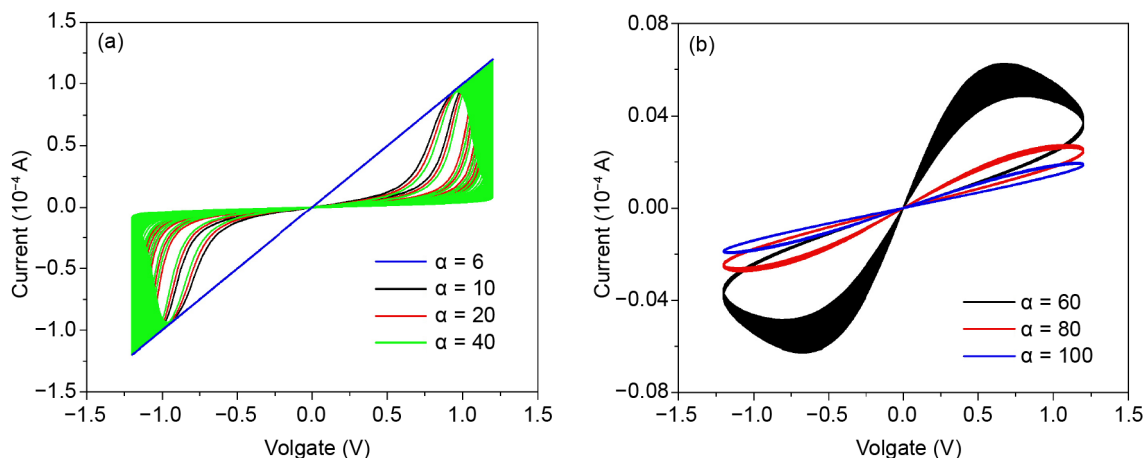 (a)
Current (10⁻⁴ A)
1.5
1.0
0.5
0.0
−0.5
−1.0
−1.5
α = 6
α = 10
α = 20
α = 40
−1.5 −1.0 −0.5 0.0 0.5 1.0 1.5
Volgate (V)
(b)
Current (10⁻⁴ A)
0.08
0.04
0.00
−0.04
−0.08
α = 60
α = 80
α = 100
−1.5 −1.0 −0.5 0.0 0.5 1.0 1.5
Volgate (V)